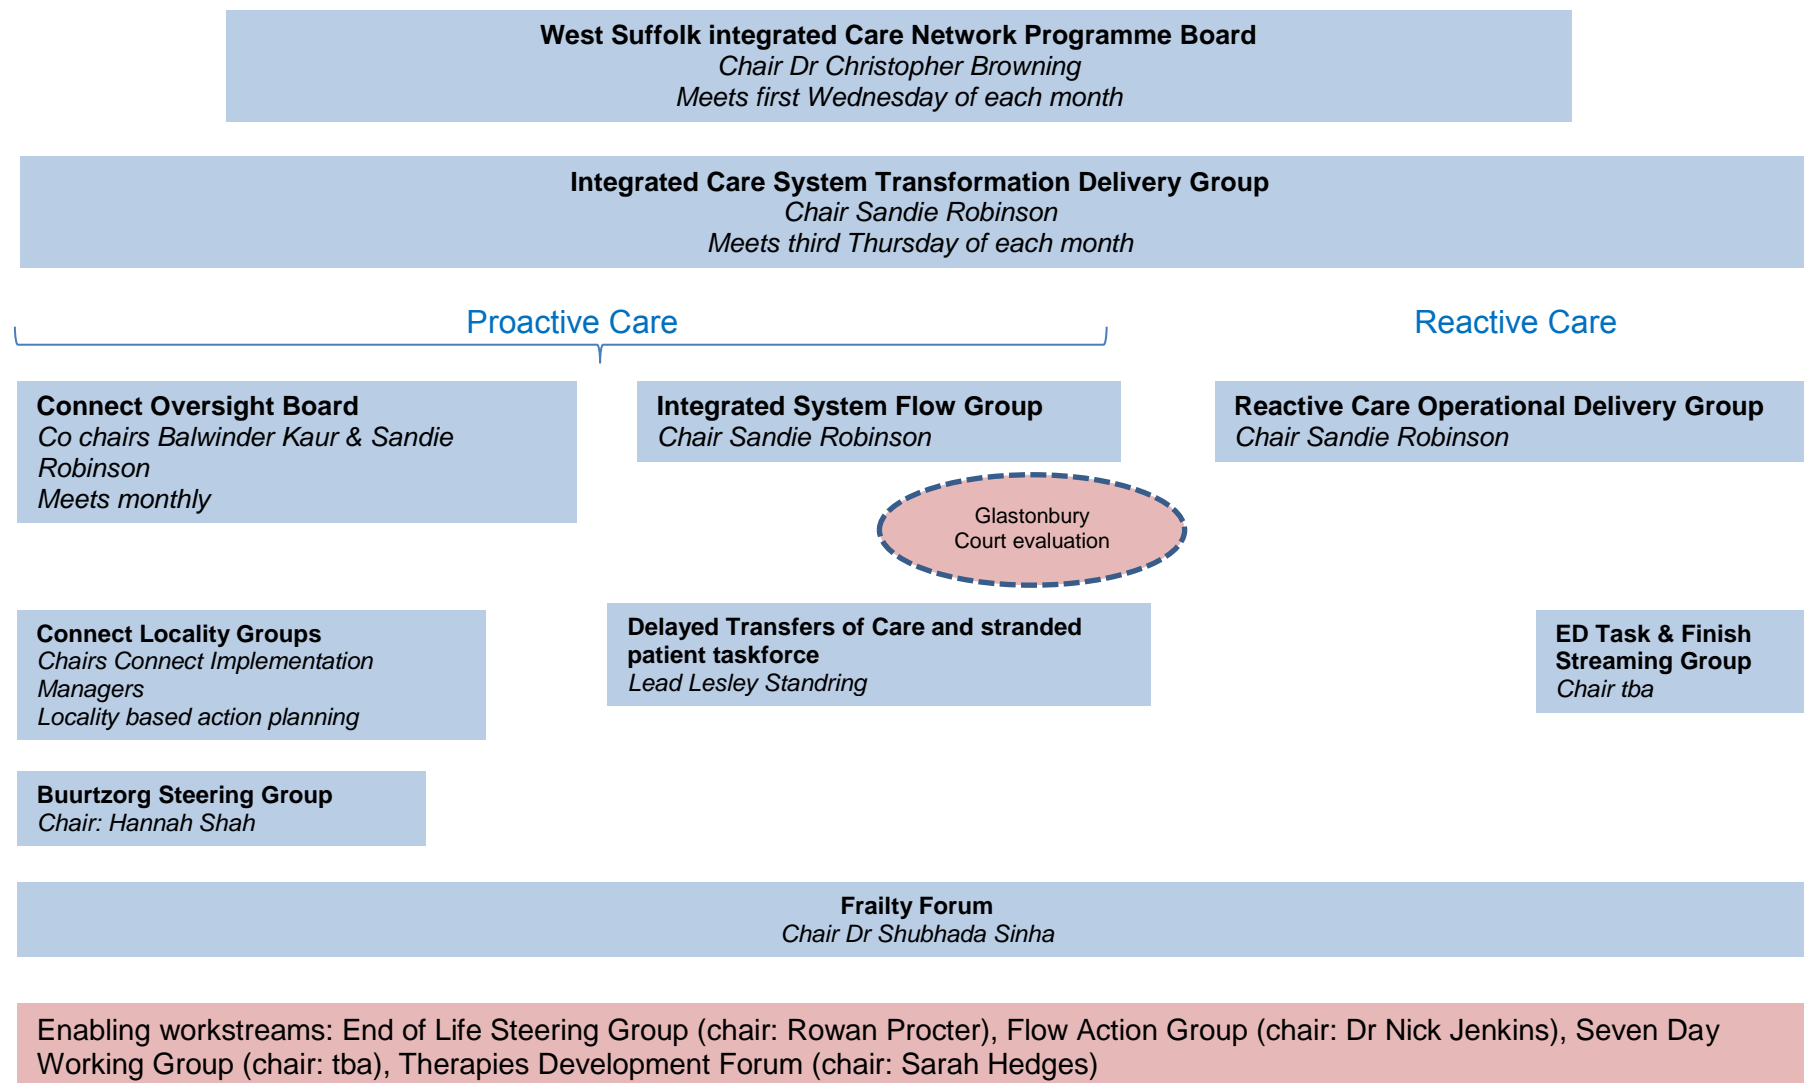 West Suffolk integrated Care Network Programme Board
Chair Dr Christopher Browning
Meets first Wednesday of each month
Integrated Care System Transformation Delivery Group
Chair Sandie Robinson
Meets third Thursday of each month
Proactive Care
Reactive Care
Connect Oversight Board
Co chairs Balwinder Kaur & Sandie
Robinson
Meets monthly
Integrated System Flow Group
Chair Sandie Robinson
Reactive Care Operational Delivery Group
Chair Sandie Robinson
Glastonbury
Court evaluation
Connect Locality Groups
Chairs Connect Implementation
Managers
Locality based action planning
Delayed Transfers of Care and stranded
patient taskforce
Lead Lesley Standring
ED Task & Finish
Streaming Group
Chair tba
Buurtzorg Steering Group
Chair: Hannah Shah
Frailty Forum
Chair Dr Shubhada Sinha
Enabling workstreams: End of Life Steering Group (chair: Rowan Procter), Flow Action Group (chair: Dr Nick Jenkins), Seven Day
Working Group (chair: tba), Therapies Development Forum (chair: Sarah Hedges)